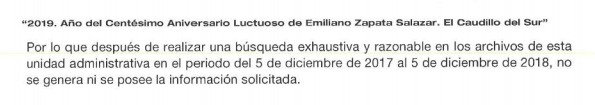 “2019. Año del Centésimo Aniversario Luctuoso de Emiliano Zapata Salazar. El Caudillo del Sur”
Por lo que después de realizar una búsqueda exhaustiva y razonable en los archivos de esta
unidad administrativa en el periodo del 5 de diciembre de 2017 al 5 de diciembre de 2018, no
se genera ni se posee la información solicitada.